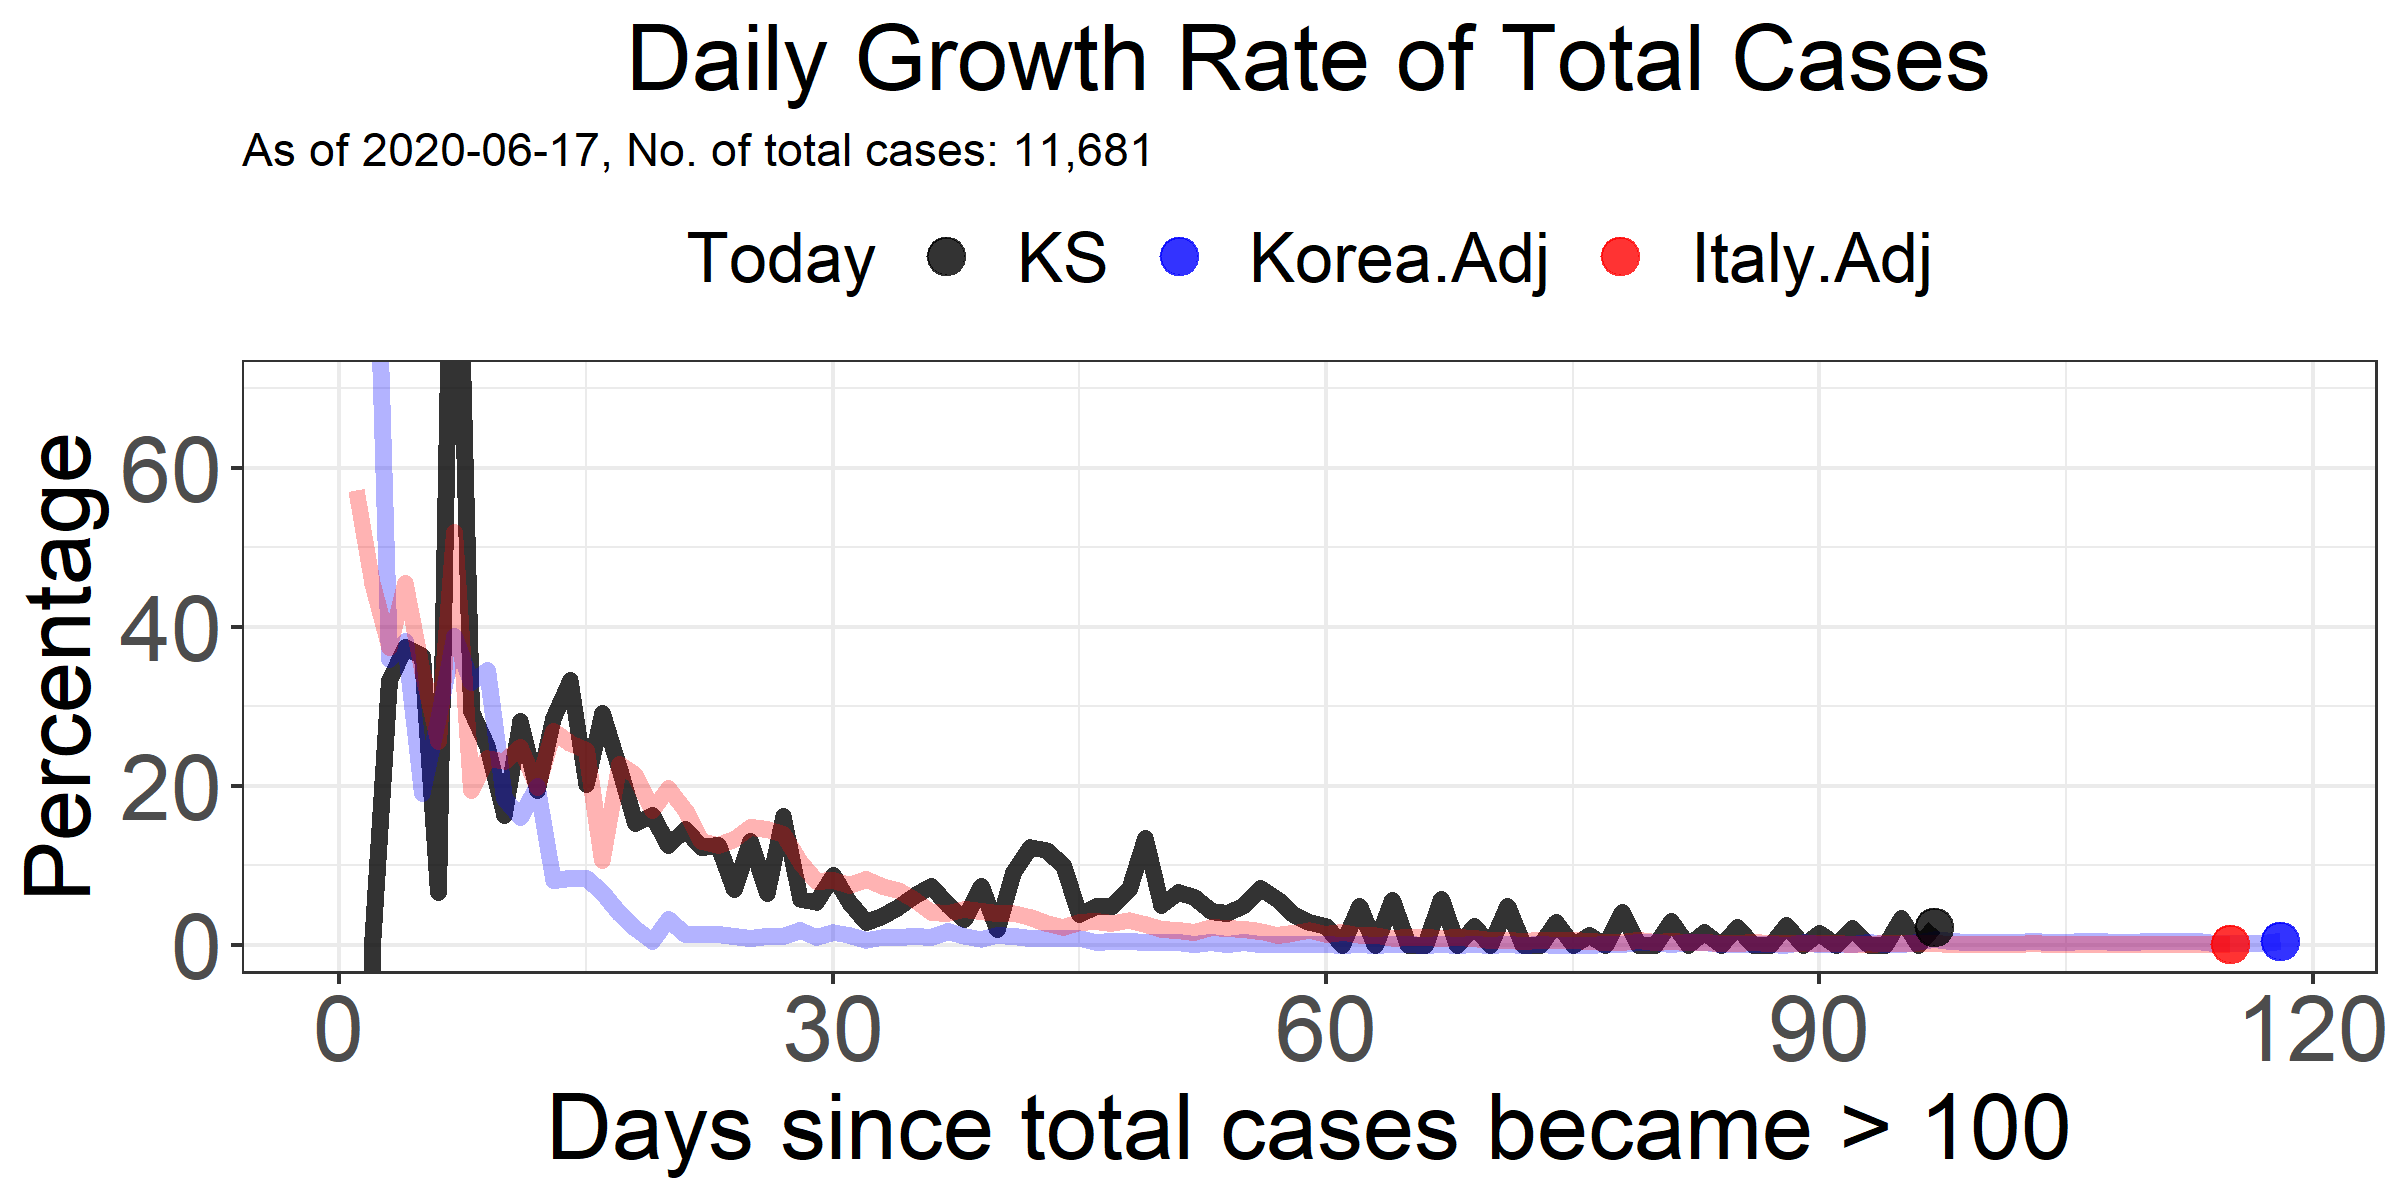 Daily Growth Rate of Total Cases
As of 2020-06-17, No. of total cases: 11,681
Today KS Korea.Adj Italy.Adj
Percentage
60
40
20
0
0 30 60 90 120
Days since total cases became > 100